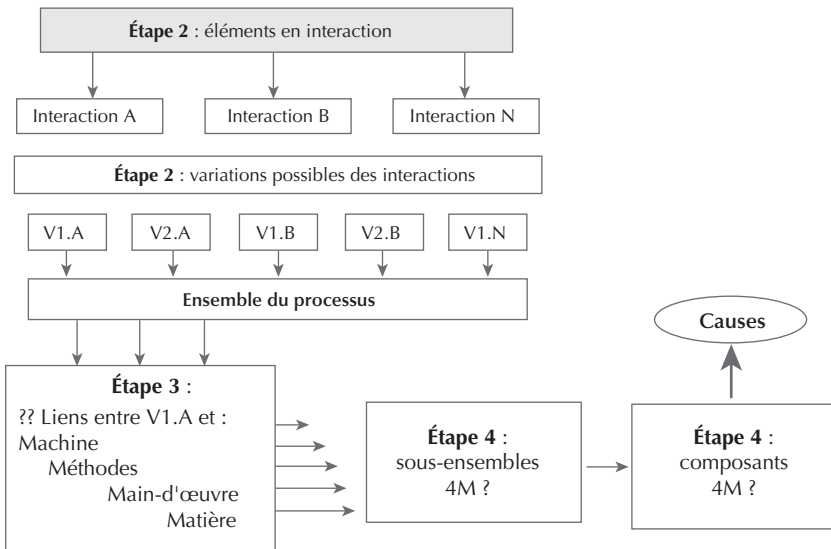 Étape 2 : éléments en interaction
Interaction A
Interaction B
Interaction N
Étape 2 : variations possibles des interactions
V1.A
V2.A
V1.B
V2.B
V1.N
Ensemble du processus
Étape 3 :
?? Liens entre V1.A et :
Machine
Méthodes
Main-d'œuvre
Matière
Étape 4 :
sous-ensembles
4M ?
Étape 4 :
composants
4M ?
Causes